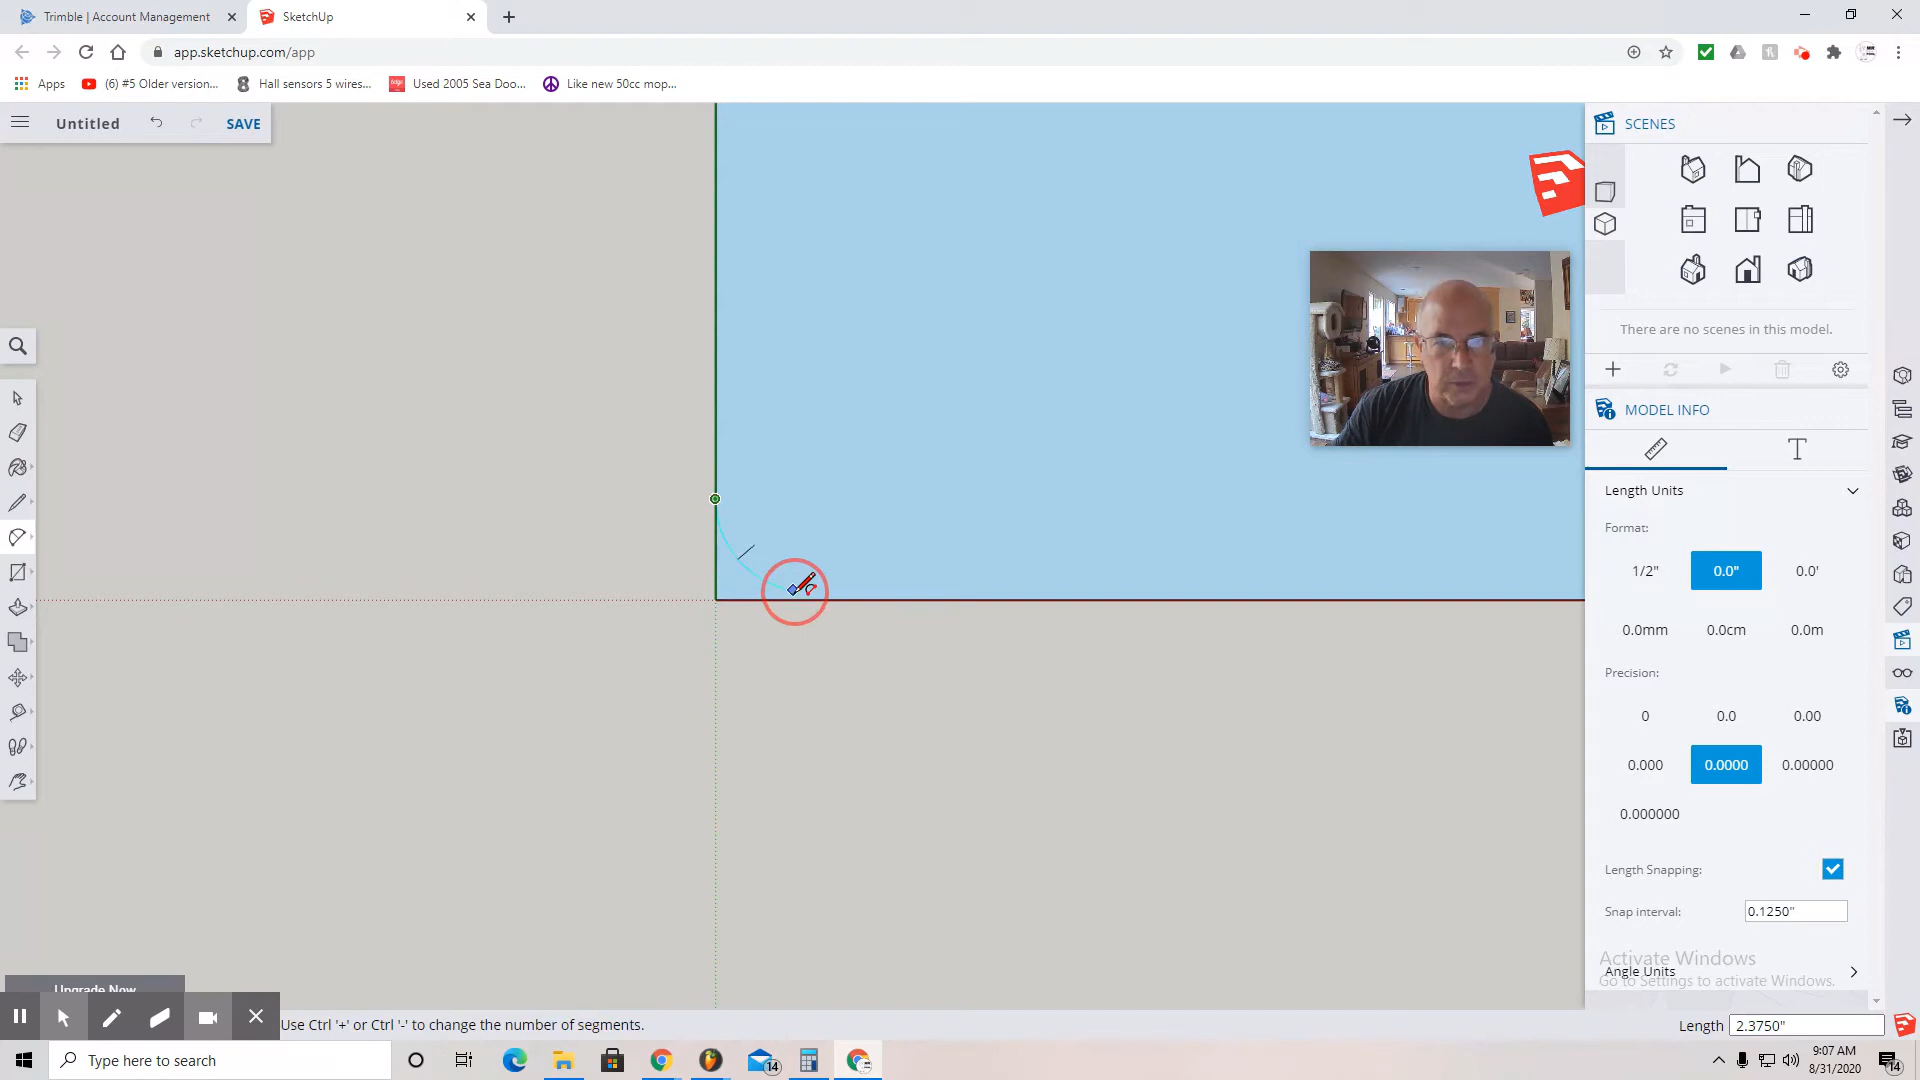 Trimble | Account Management
SketchUp
app.sketchup.com/app
Apps
(6) #5 Older version...
Hall sensors 5 wires...
Used 2005 Sea Doo...
Like new 50cc mop...
Untitled
SAVE
SCENES
There are no scenes in this model.
MODEL INFO
Length Units
Format:
1/2"
0.0"
0.0'
0.0mm
0.0cm
0.0m
Precision:
0
0.0
0.00
0.000
0.0000
0.00000
0.000000
Length Snapping:
Snap interval:
0.1250"
Angle Units
Activate Windows
Go to Settings to activate Windows.
Upgrade Now
Use Ctrl '+' or Ctrl '-' to change the number of segments.
Length
2.3750"
Type here to search
14
9:07 AM
8/31/2020
14